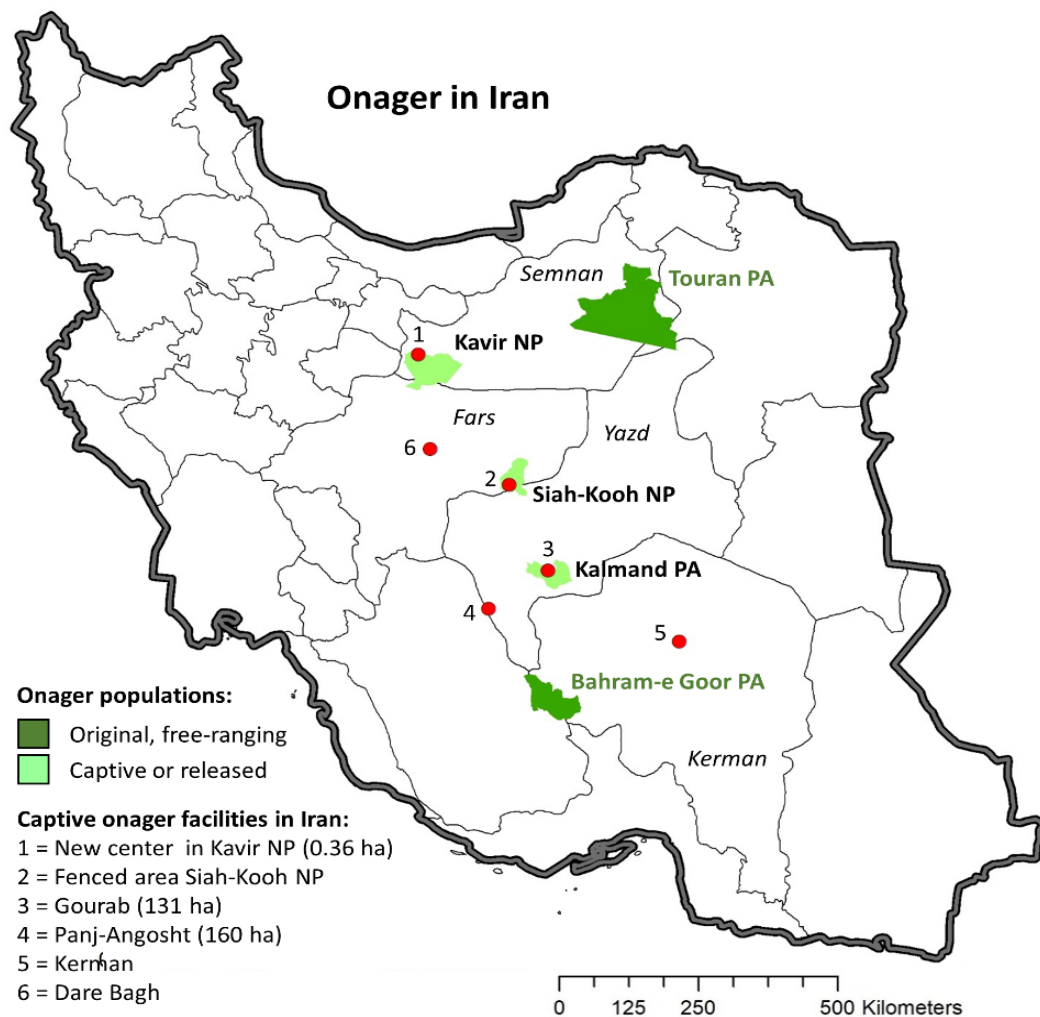 Onager in Iran
Semnan
Touran PA
1
Kavir NP
Fars
Yazd
6
2
Siah-Kooh NP
3
Kalmand PA
4
5
Bahram-e Goor PA
Kerman
Onager populations:
Original, free-ranging
Captive or released
Captive onager facilities in Iran:
1 = New center in Kavir NP (0.36 ha)
2 = Fenced area Siah-Kooh NP
3 = Gourab (131 ha)
4 = Panj-Angosht (160 ha)
5 = Kerman
6 = Dare Bagh
0 125 250 500 Kilometers